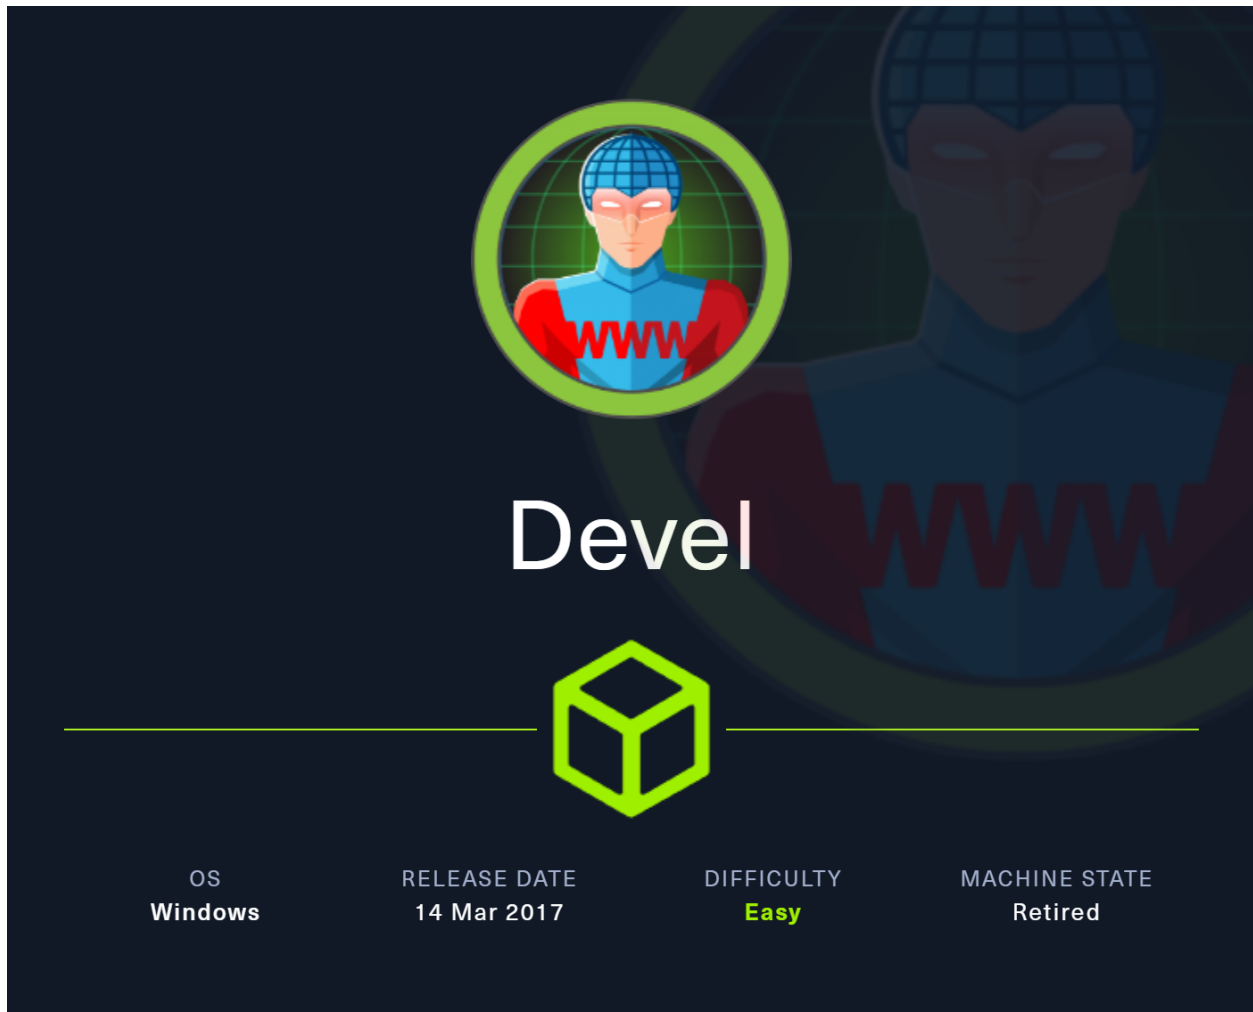 WWW
WWW
Devel
OS
Windows
RELEASE DATE
14 Mar 2017
DIFFICULTY
Easy
MACHINE STATE
Retired